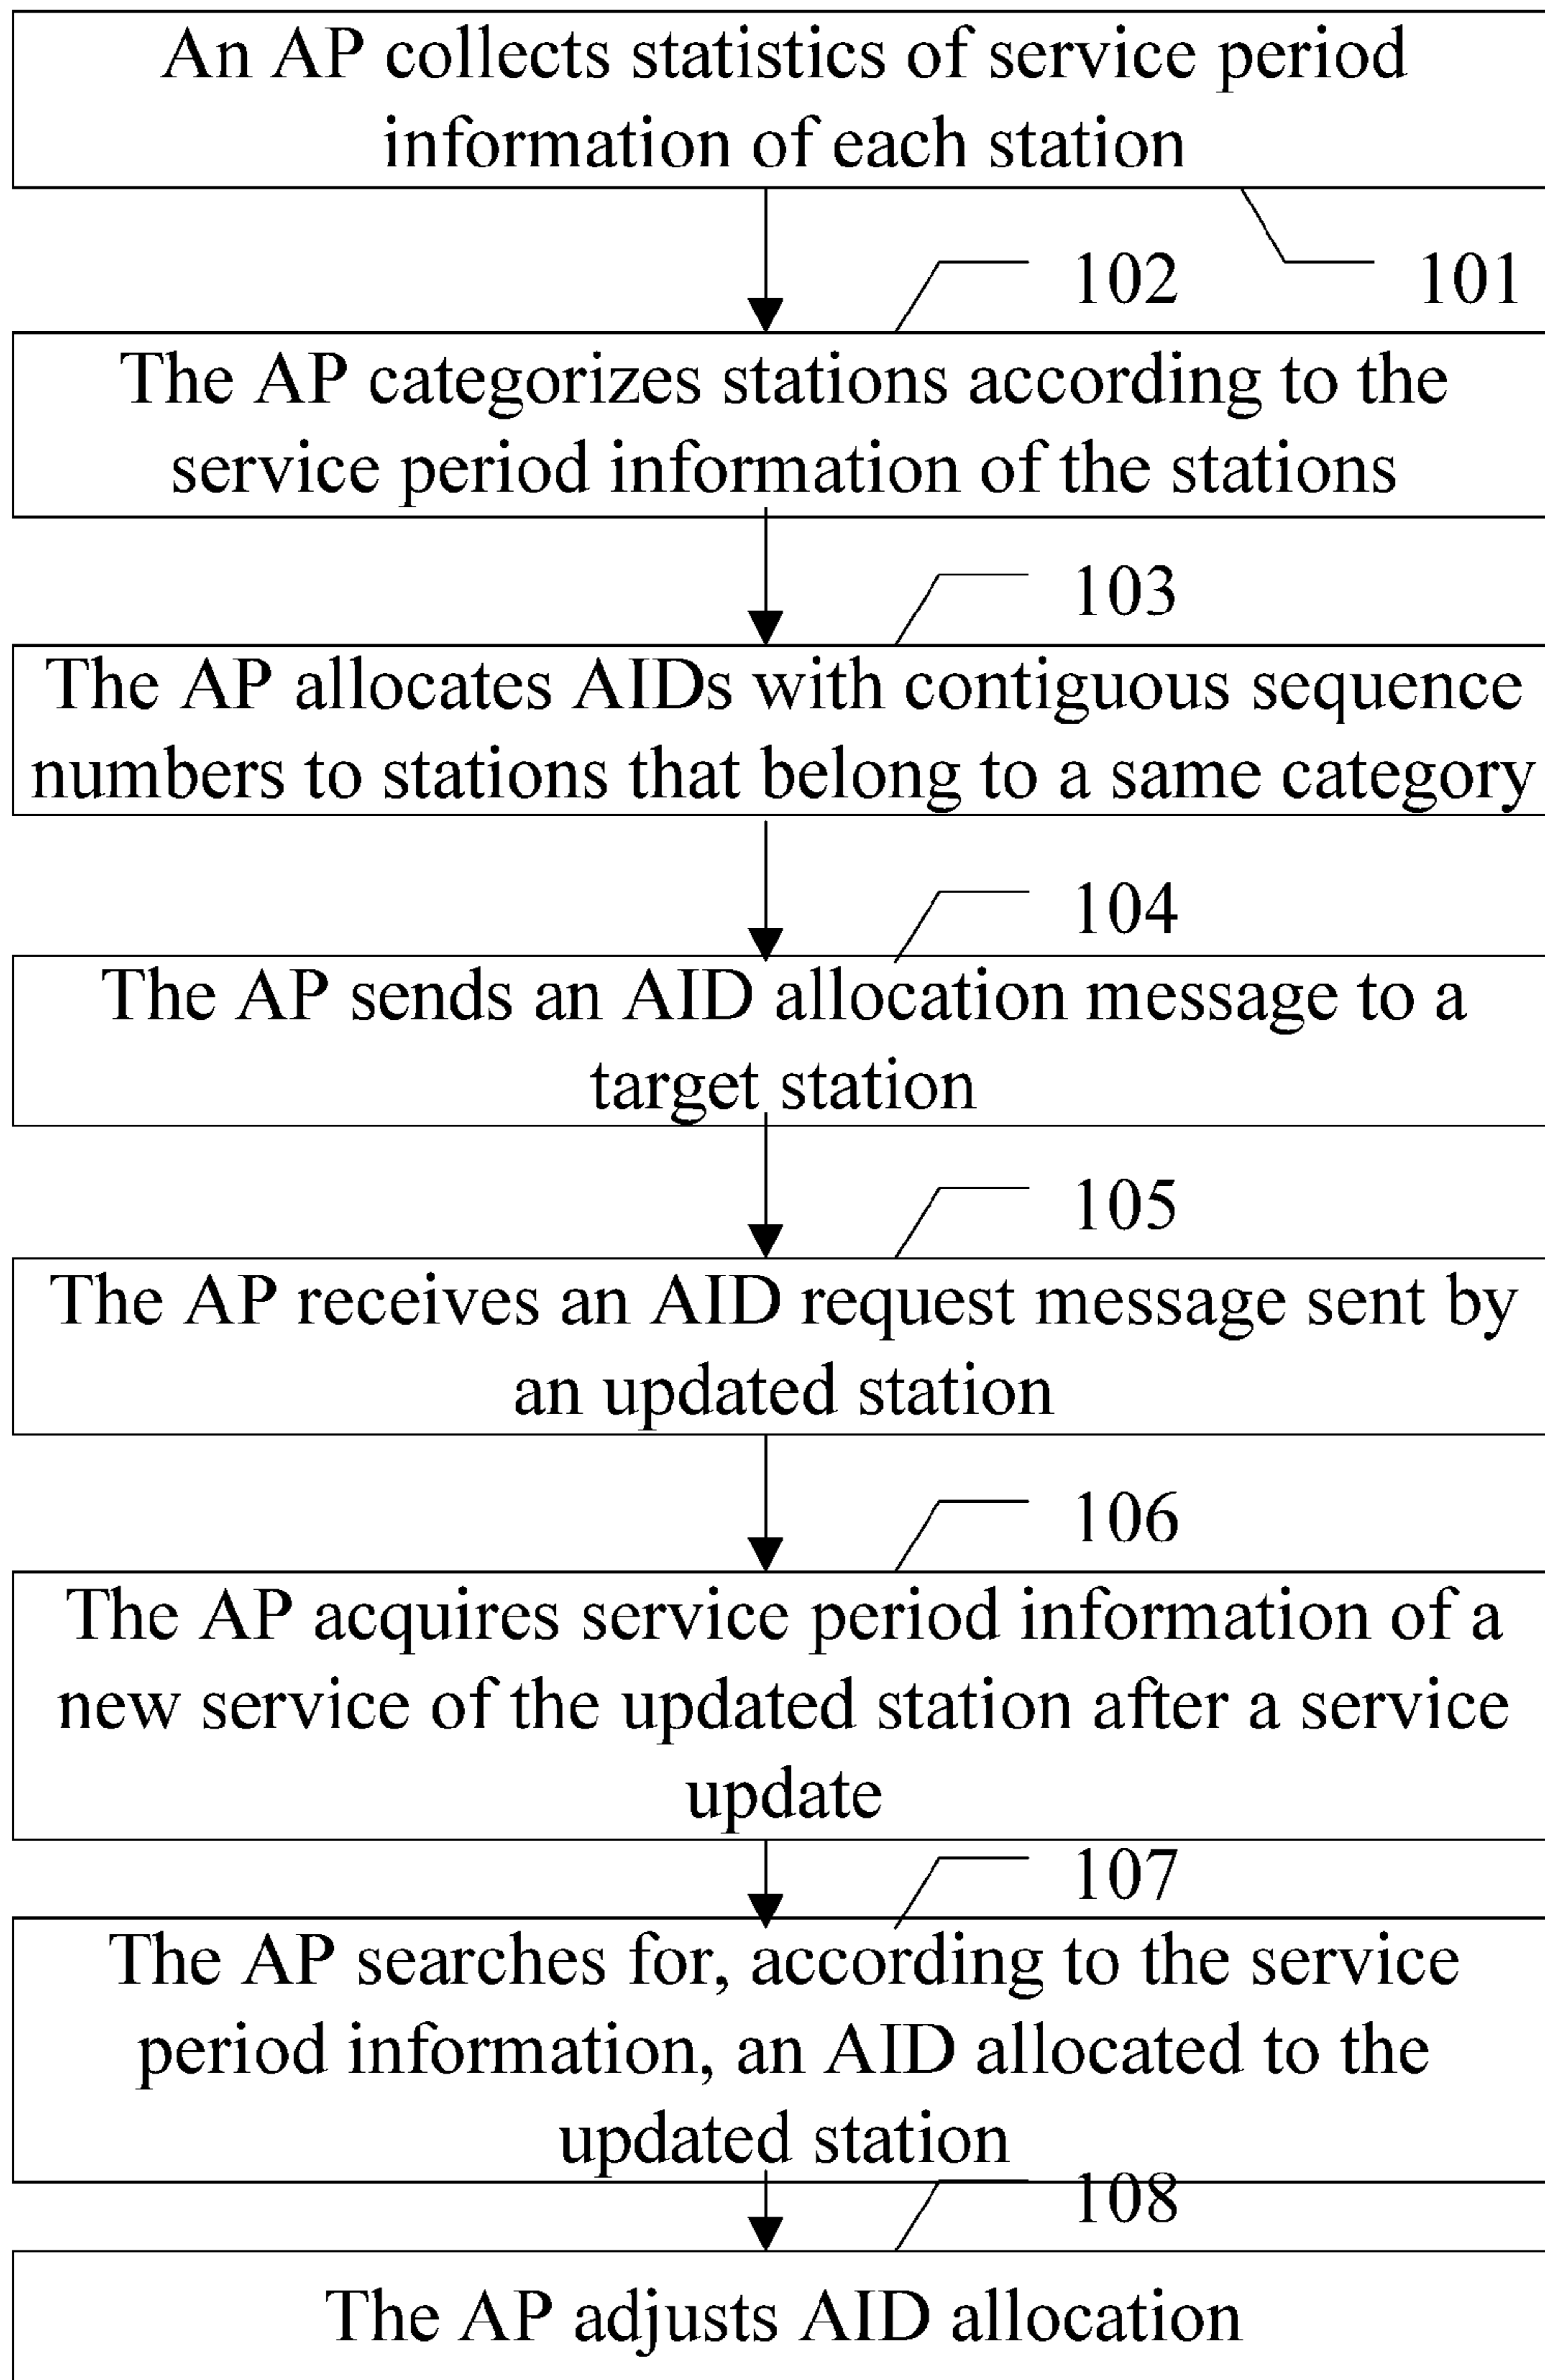 An AP collects statistics of service period
information of each station
101
102
The AP categorizes stations according to the
service period information of the stations
103
The AP allocates AIDs with contiguous sequence
numbers to stations that belong to a same category
104
The AP sends an AID allocation message to a
target station
105
The AP receives an AID request message sent by
an updated station
106
The AP acquires service period information of a
new service of the updated station after a service
update
107
The AP searches for, according to the service
period information, an AID allocated to the
updated station
108
The AP adjusts AID allocation